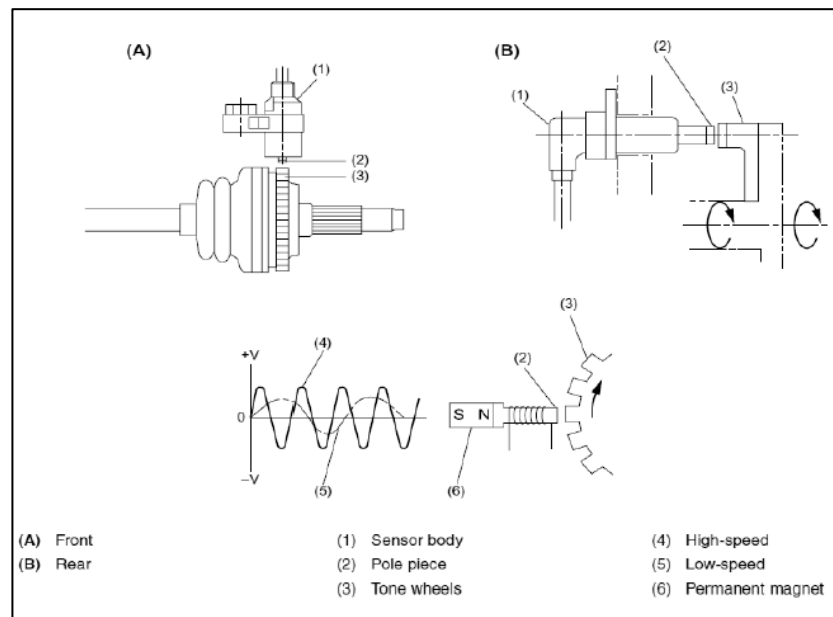 (A)
(B)
(1)
(2)
(3)
(1)
(2)
(3)
+V
(4)
0
−V
(5)
(3)
(2)
S N
(6)
(A) Front
(B) Rear
(1) Sensor body
(2) Pole piece
(3) Tone wheels
(4) High-speed
(5) Low-speed
(6) Permanent magnet